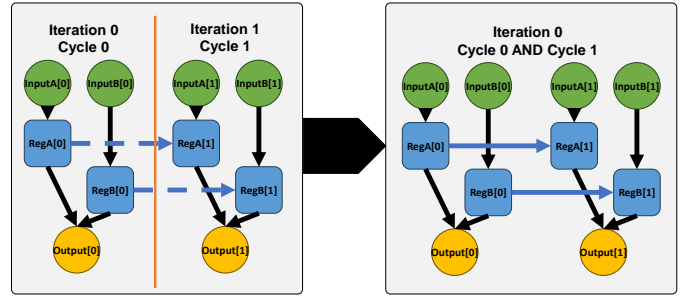 Iteration 0
Cycle 0
Iteration 1
Cycle 1
InputA[0]
InputB[0]
InputA[1]
InputB[1]
RegA[0]
RegA[1]
RegB[0]
RegB[1]
Output[0]
Output[1]
Iteration 0
Cycle 0 AND Cycle 1
InputA[0]
InputB[0]
InputA[1]
InputB[1]
RegA[0]
RegA[1]
RegB[0]
RegB[1]
Output[0]
Output[1]